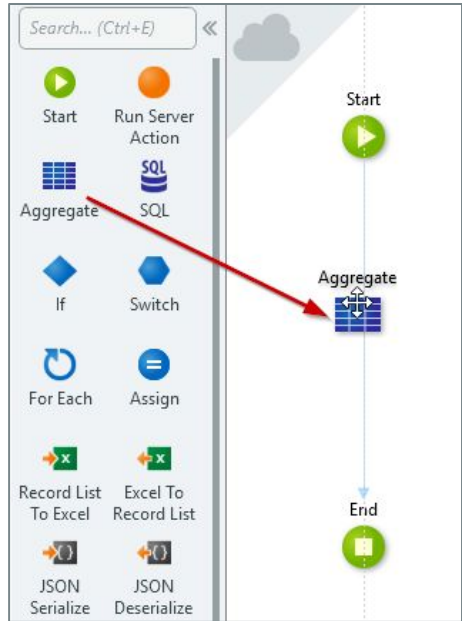 Search... (Ctrl+E)
Start
Run Server
Action
Aggregate
SQL
SQL
If
Switch
For Each
Assign
Record List
To Excel
Excel To
Record List
JSON
Serialize
JSON
Deserialize
Start
Aggregate
End